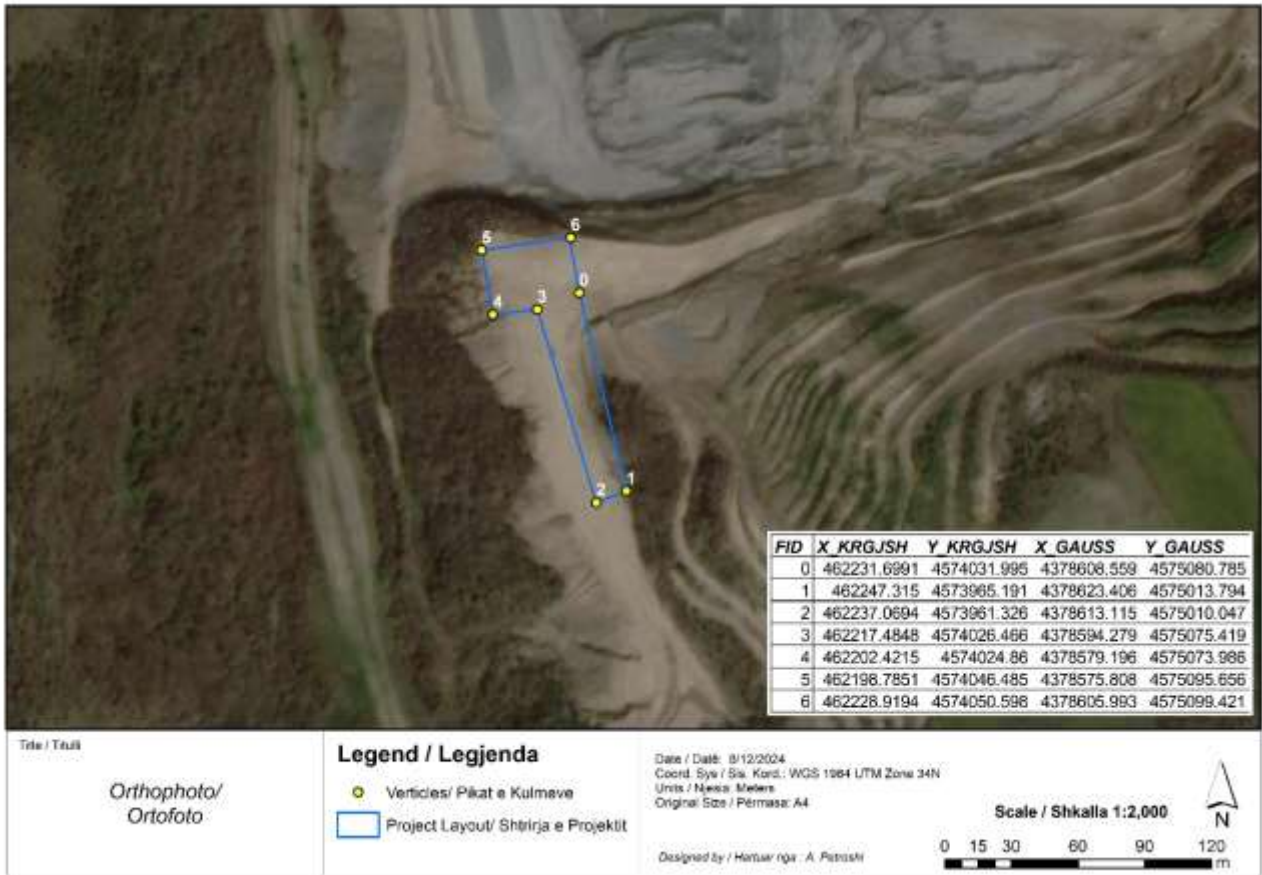 6
5
0
3
4
1
2
FID X_KRGJSH Y_KRGJSH X_GAUSS Y_GAUSS
0 462231.6991 4574031.995 4378608.559 4575080.785
1 462247.315 4573965.191 4378623.406 4575013.794
2 462237.0694 4573961.326 4378613.115 4575010.047
3 462217.4848 4574026.466 4378594.279 4575075.419
4 462202.4215 4574024.86 4378579.196 4575073.986
5 462198.7851 4574046.485 4378575.808 4575095.656
6 462228.9194 4574050.598 4378605.993 4575099.421
Title / Titulli
Orthophoto/
Ortofoto
Legend / Legjenda
Verticles/ Pikat e Kulmeve
Project Layout/ Shtrirja e Projektit
Date / Datë: 8/12/2024
Coord. Sys / Sis. Kord.: WGS 1984 UTM Zone 34N
Units / Njesia: Meters
Original Size / Përmasa: A4
Designed by / Hartuar nga : A. Petroshi
Scale / Shkalla 1:2,000
N
0 15 30 60 90 120
m